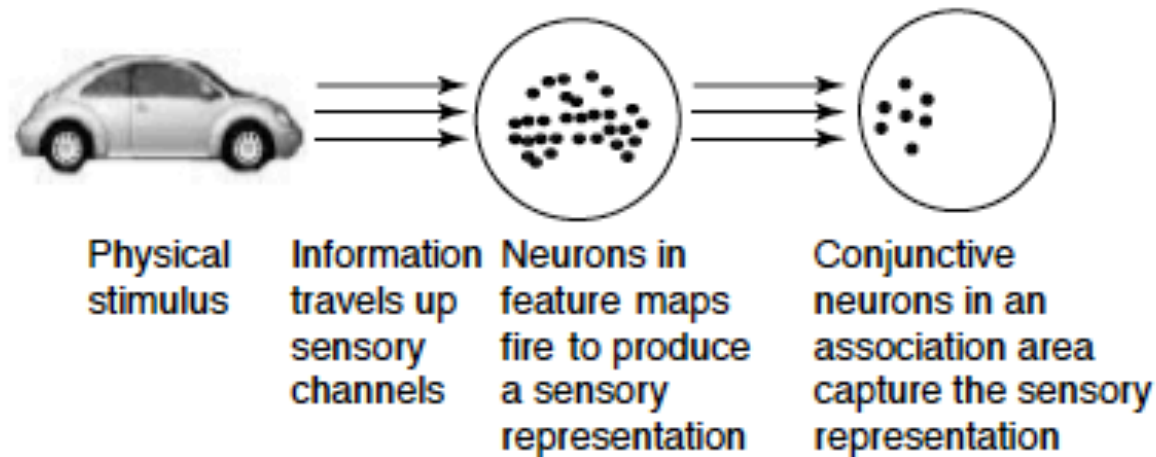 Physical
stimulus
Information
travels up
sensory
channels
Neurons in
feature maps
fire to produce
a sensory
representation
Conjunctive
neurons in an
association area
capture the sensory
representation